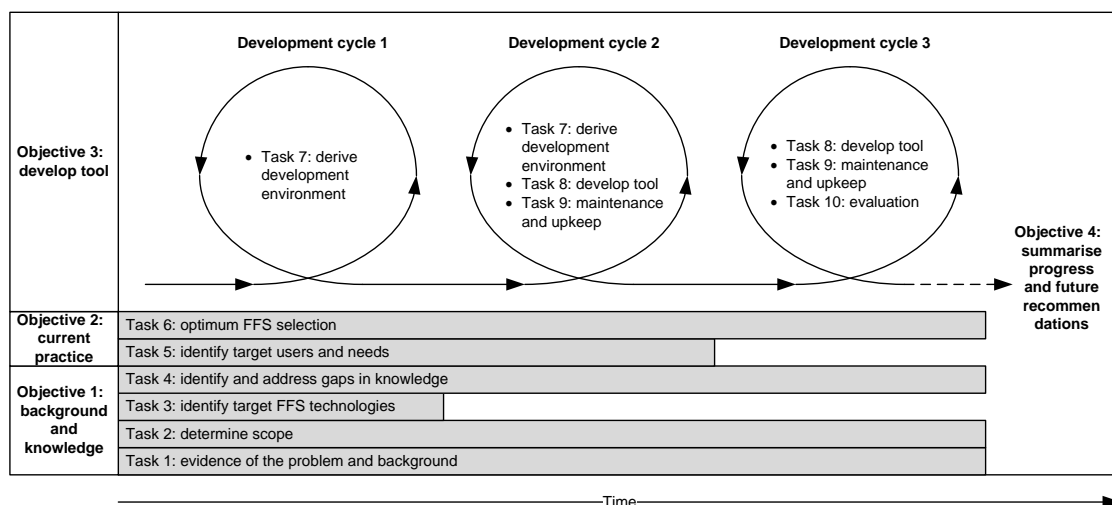 Development cycle 1
Development cycle 2
Development cycle 3
Objective 3:
develop tool
• Task 7: derive
development
environment
• Task 7: derive
development
environment
• Task 8: develop tool
• Task 9: maintenance
and upkeep
• Task 8: develop tool
• Task 9: maintenance
and upkeep
• Task 10: evaluation
Objective 4:
summarise
progress
and future
recommen
dations
Objective 2:
current
practice
Task 6: optimum FFS selection
Task 5: identify target users and needs
Objective 1:
background
and
knowledge
Task 4: identify and address gaps in knowledge
Task 3: identify target FFS technologies
Task 2: determine scope
Task 1: evidence of the problem and background
Time